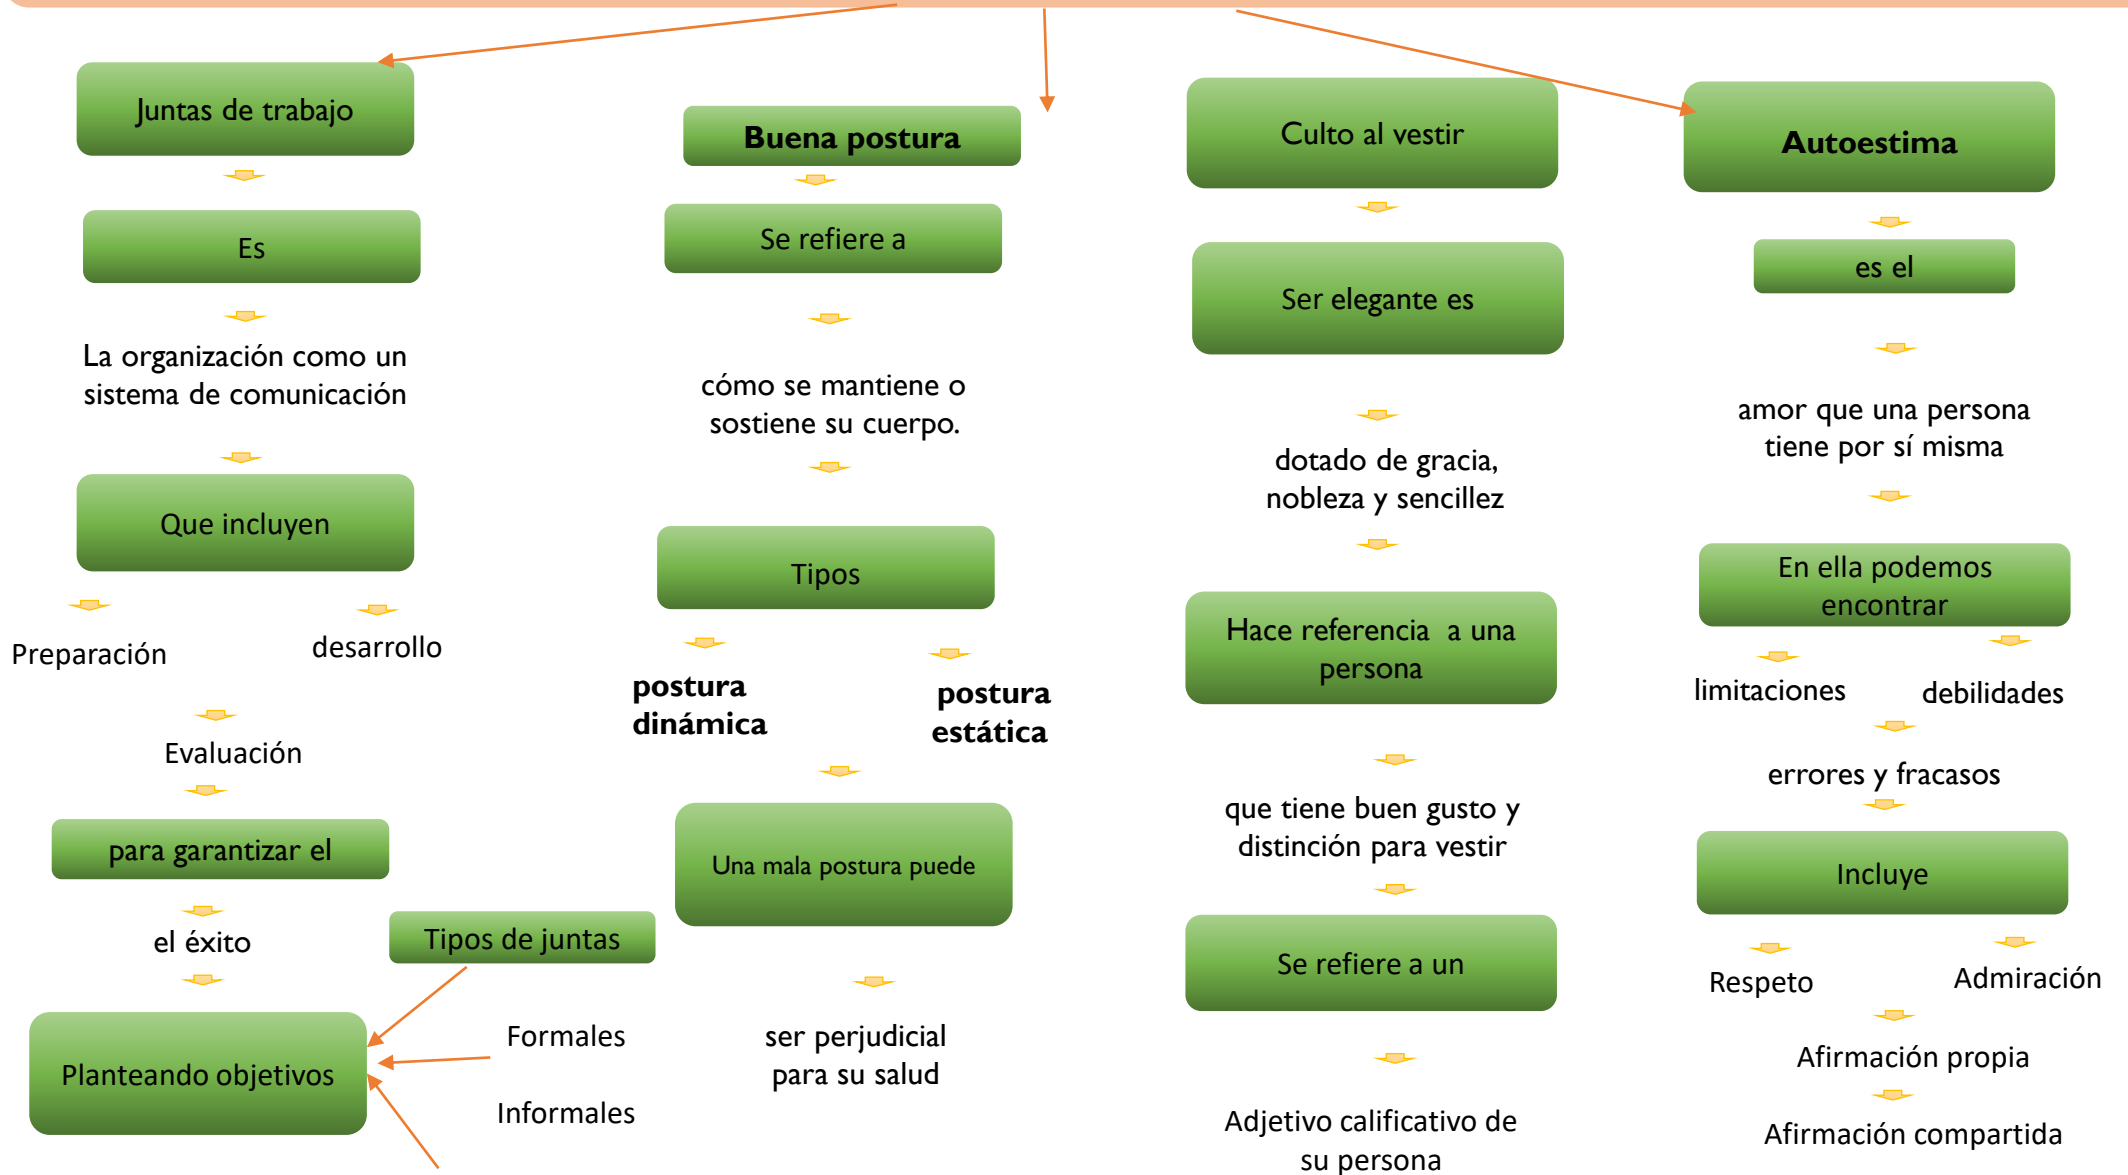 Juntas de trabajo
Es
La organización como un
sistema de comunicación
Que incluyen
Preparación
desarrollo
Evaluación
para garantizar el
el éxito
Planteando objetivos
Tipos de juntas
Formales
Informales
Buena postura
Se refiere a
cómo se mantiene o
sostiene su cuerpo.
Tipos
postura
dinámica
postura
estática
Una mala postura puede
ser perjudicial
para su salud
Culto al vestir
Ser elegante es
dotado de gracia,
nobleza y sencillez
Hace referencia a una
persona
que tiene buen gusto y
distinción para vestir
Se refiere a un
Adjetivo calificativo de
su persona
Autoestima
es el
amor que una persona
tiene por sí misma
En ella podemos
encontrar
limitaciones
debilidades
errores y fracasos
Incluye
Respeto
Admiración
Afirmación propia
Afirmación compartida